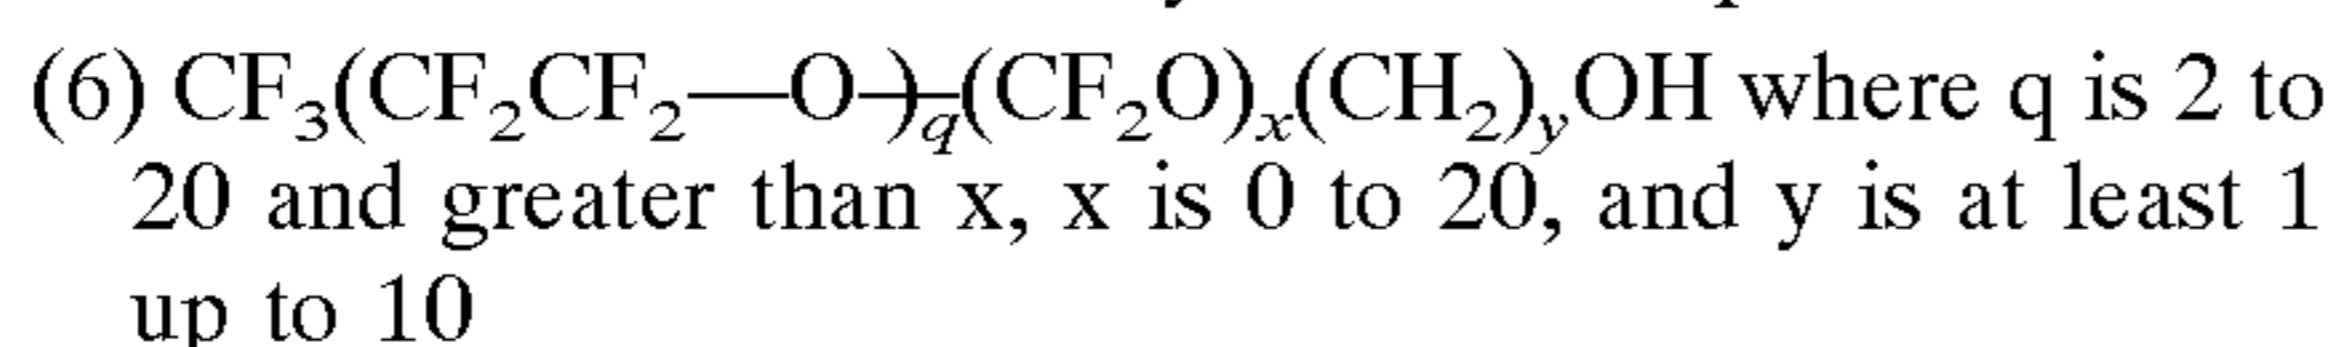 (6) CF₃(CF₂CF₂—O—)q(CF₂O)ₓ(CH₂)yOH where q is 2 to
20 and greater than x, x is 0 to 20, and y is at least 1
up to 10